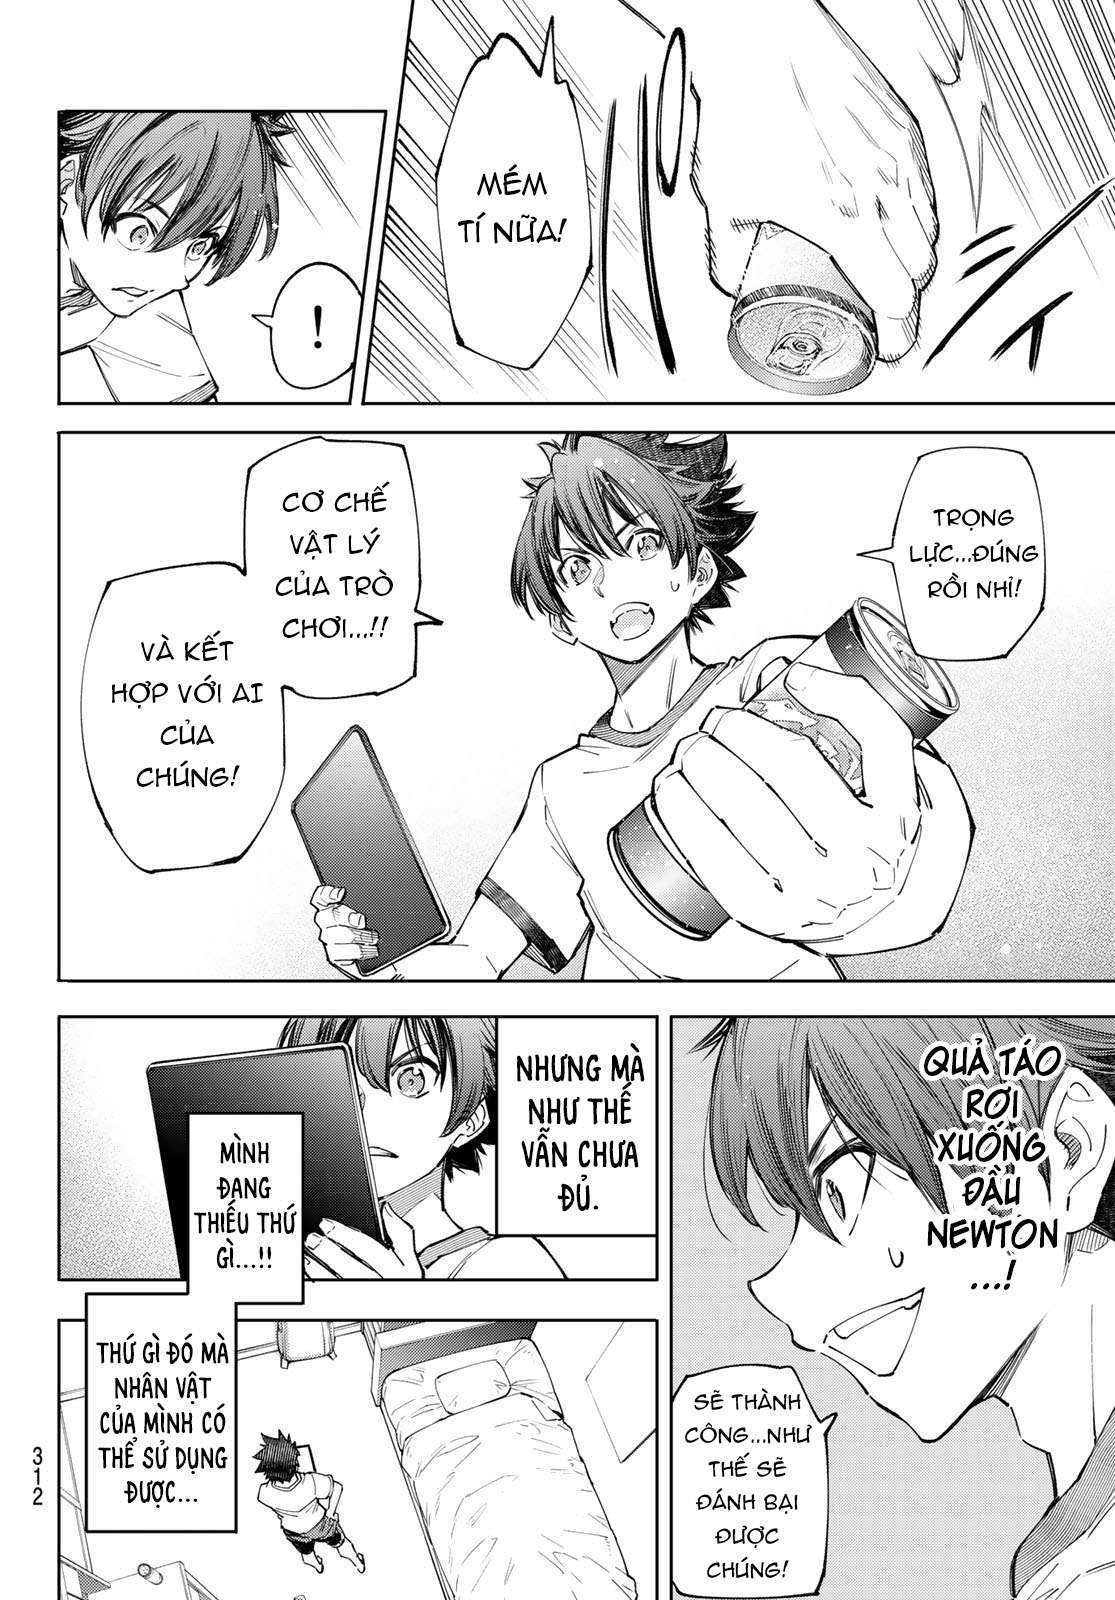 MÉM
TÍ NỮA!
!
TRỌNG
LỰC...ĐÚNG
RỒI NHỈ!
CƠ CHẾ
VẬT LÝ
CỦA TRÒ
CHƠI...!!
VÀ KẾT
HỢP VỚI AI
CỦA
CHÚNG!
QUẢ TÁO
RƠI
XUỐNG
ĐẦU
NEWTON
...!
SẼ THÀNH
CÔNG...NHƯ
THẾ SẼ
ĐÁNH BẠI
ĐƯỢC
CHÚNG!
NHƯNG MÀ
NHƯ THẾ
VẪN CHƯA
ĐỦ.
MÌNH
ĐANG
THIẾU THỨ
GÌ...!!
THỨ GÌ ĐÓ MÀ
NHÂN VẬT
CỦA MÌNH CÓ
THỂ SỬ DỤNG
ĐƯỢC...
312